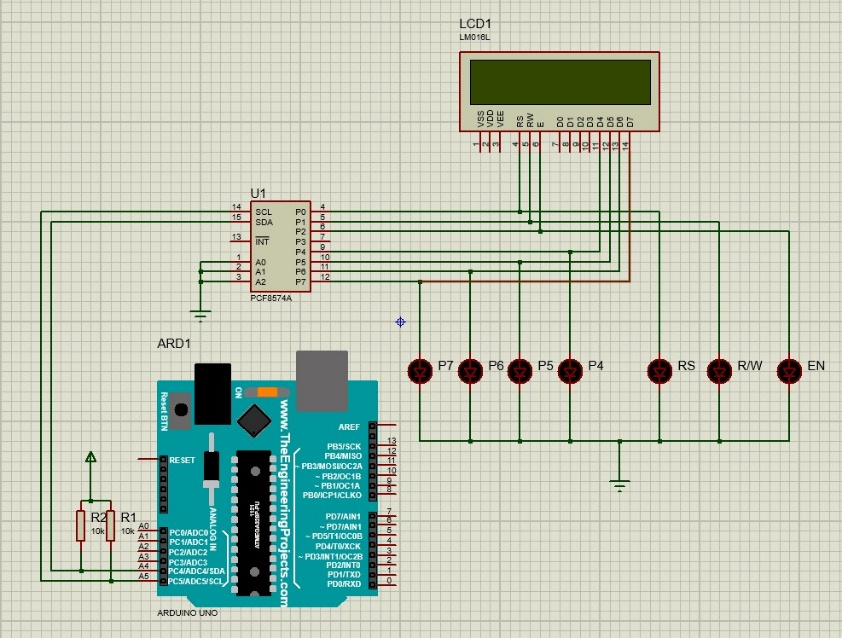 LCD1
LM016L
VSS VDD VEE RS RW E D0 D1 D2 D3 D4 D5 D6 D7
1 2 3 4 5 6 7 8 9 10 11 12 13 14
U1
14 SCL P0 4
15 SDA P1 5
P2 6
13 INT P3 7
P4 9
1 A0 P5 10
2 A1 P6 11
3 A2 P7 12
PCF8574A
P7 P6 P5 P4 RS R/W EN
ARD1
Reset BTN
ON
www.TheEngineeringProjects.com
AREF
PB5/SCK 13
PB4/MISO 12
~ PB3/MOSI/OC2A 11
~ PB2/OC1B 10
~ PB1/OC1A 9
PB0/ICP1/CLKO 8
RESET
ANALOG IN
ATMEGA328P-PU
1121
R2 R1
10k 10k
A0 PC0/ADC0
A1 PC1/ADC1
A2 PC2/ADC2
A3 PC3/ADC3
A4 PC4/ADC4/SDA
A5 PC5/ADC5/SCL
PD7/AIN1 7
~ PD7/AIN1 6
~ PD5/T1/OC0B 5
PD4/T0/XCK 4
~ PD3/INT1/OC2B 3
PD2/INT0 2
PD1/TXD 1
PD0/RXD 0
ARDUINO UNO